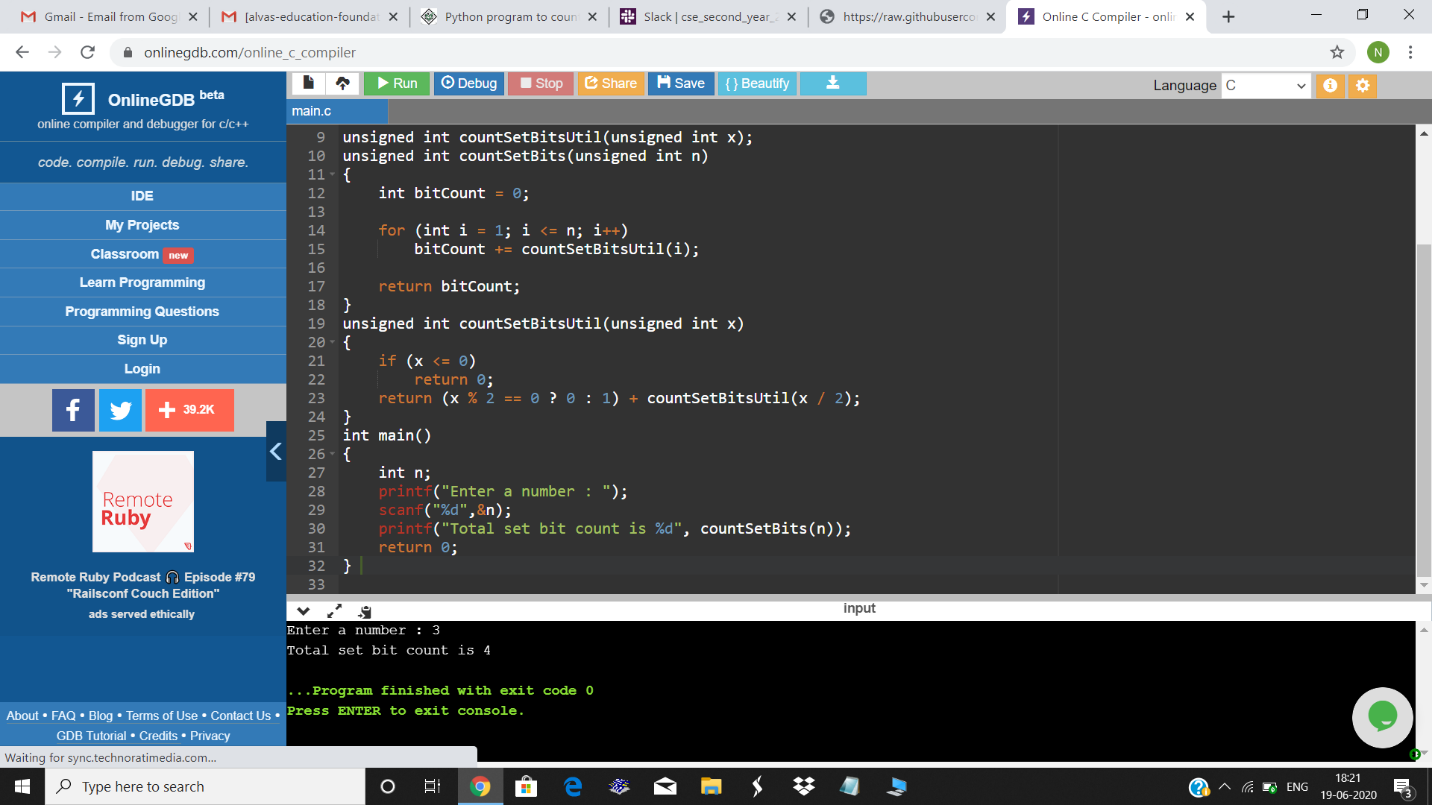 Gmail - Email from Goog
[alvas-education-foundat
Python program to coun
Slack | cse_second_year_2
https://raw.githubuserco
Online C Compiler - onli
onlinegdb.com/online_c_compiler
N
OnlineGDB beta
online compiler and debugger for c/c++
code. compile. run. debug. share.
IDE
My Projects
Classroom new
Learn Programming
Programming Questions
Sign Up
Login
39.2K
Remote
Ruby
Remote Ruby Podcast 🎧 Episode #79
"Railsconf Couch Edition"
ads served ethically
About • FAQ • Blog • Terms of Use • Contact Us •
GDB Tutorial • Credits • Privacy
Waiting for sync.technoratimedia.com...
Run Debug Stop Share Save { } Beautify
Language C
main.c
9 unsigned int countSetBitsUtil(unsigned int x);
10 unsigned int countSetBits(unsigned int n)
11 {
12 int bitCount = 0;
13
14 for (int i = 1; i <= n; i++)
15 bitCount += countSetBitsUtil(i);
16
17 return bitCount;
18 }
19 unsigned int countSetBitsUtil(unsigned int x)
20 {
21 if (x <= 0)
22 return 0;
23 return (x % 2 == 0 ? 0 : 1) + countSetBitsUtil(x / 2);
24 }
25 int main()
26 {
27 int n;
28 printf("Enter a number : ");
29 scanf("%d",&n);
30 printf("Total set bit count is %d", countSetBits(n));
31 return 0;
32 }
33
input
Enter a number : 3
Total set bit count is 4
...Program finished with exit code 0
Press ENTER to exit console.
Type here to search
ENG
18:21
19-06-2020
3